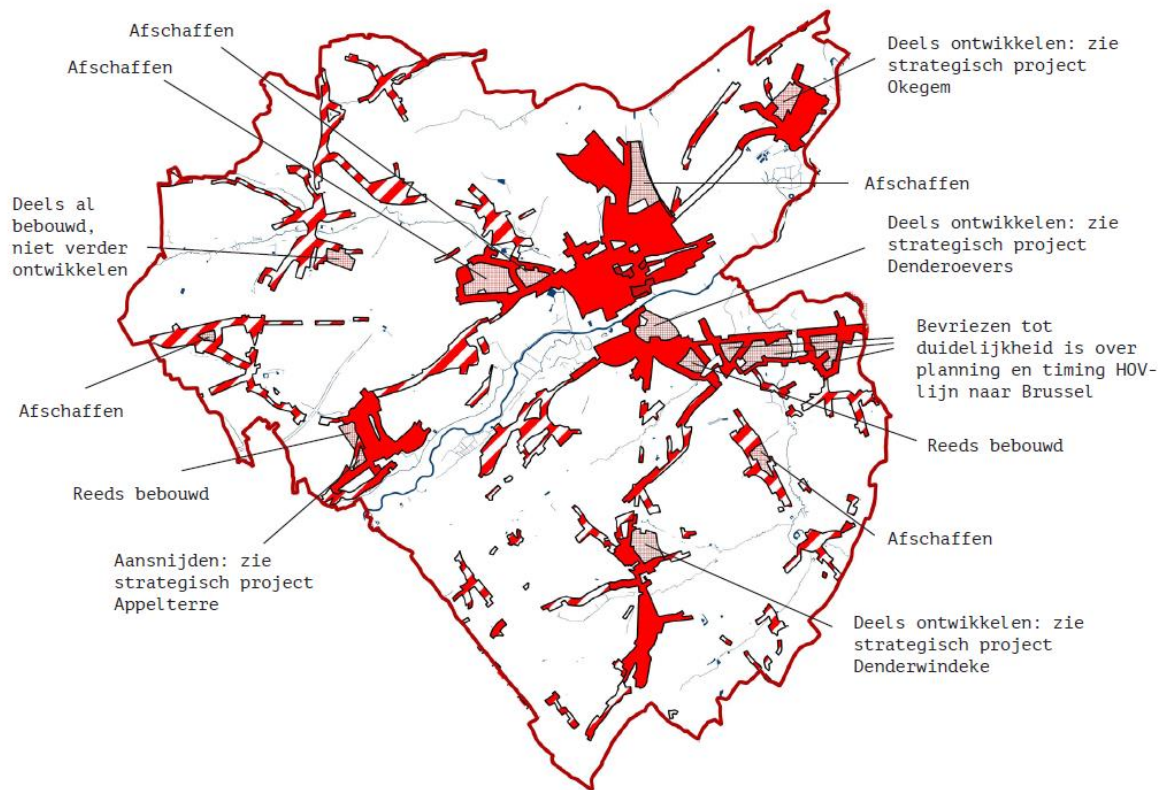 Afschaffen
Afschaffen
Deels al
bebouwd,
niet verder
ontwikkelen
Afschaffen
Reeds bebouwd
Aansnijden: zie
strategisch project
Appelterre
Deels ontwikkelen: zie
strategisch project
Okegem
Afschaffen
Deels ontwikkelen: zie
strategisch project
Denderoevers
Bevriezen tot
duidelijkheid is over
planning en timing HOV-
lijn naar Brussel
Reeds bebouwd
Afschaffen
Deels ontwikkelen: zie
strategisch project
Denderwindeke